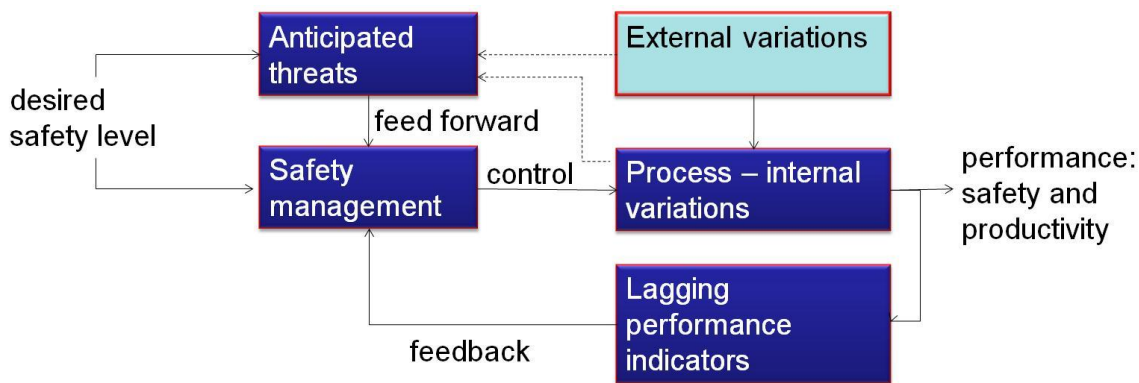 Anticipated
threats
External variations
desired
safety level
feed forward
Safety
management
control
Process – internal
variations
performance:
safety and
productivity
Lagging
performance
indicators
feedback